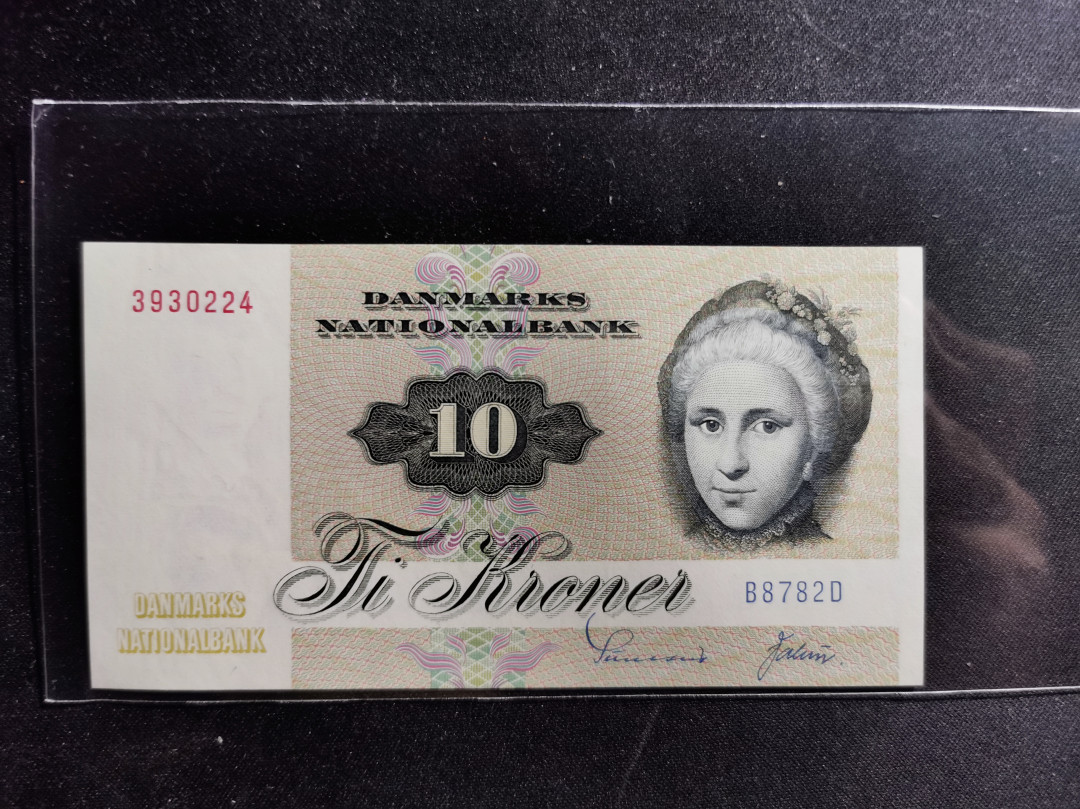 3930224
DANMARKS
NATIONALBANK
10
Ti Kroner
B8782D
DANMARKS
NATIONALBANK